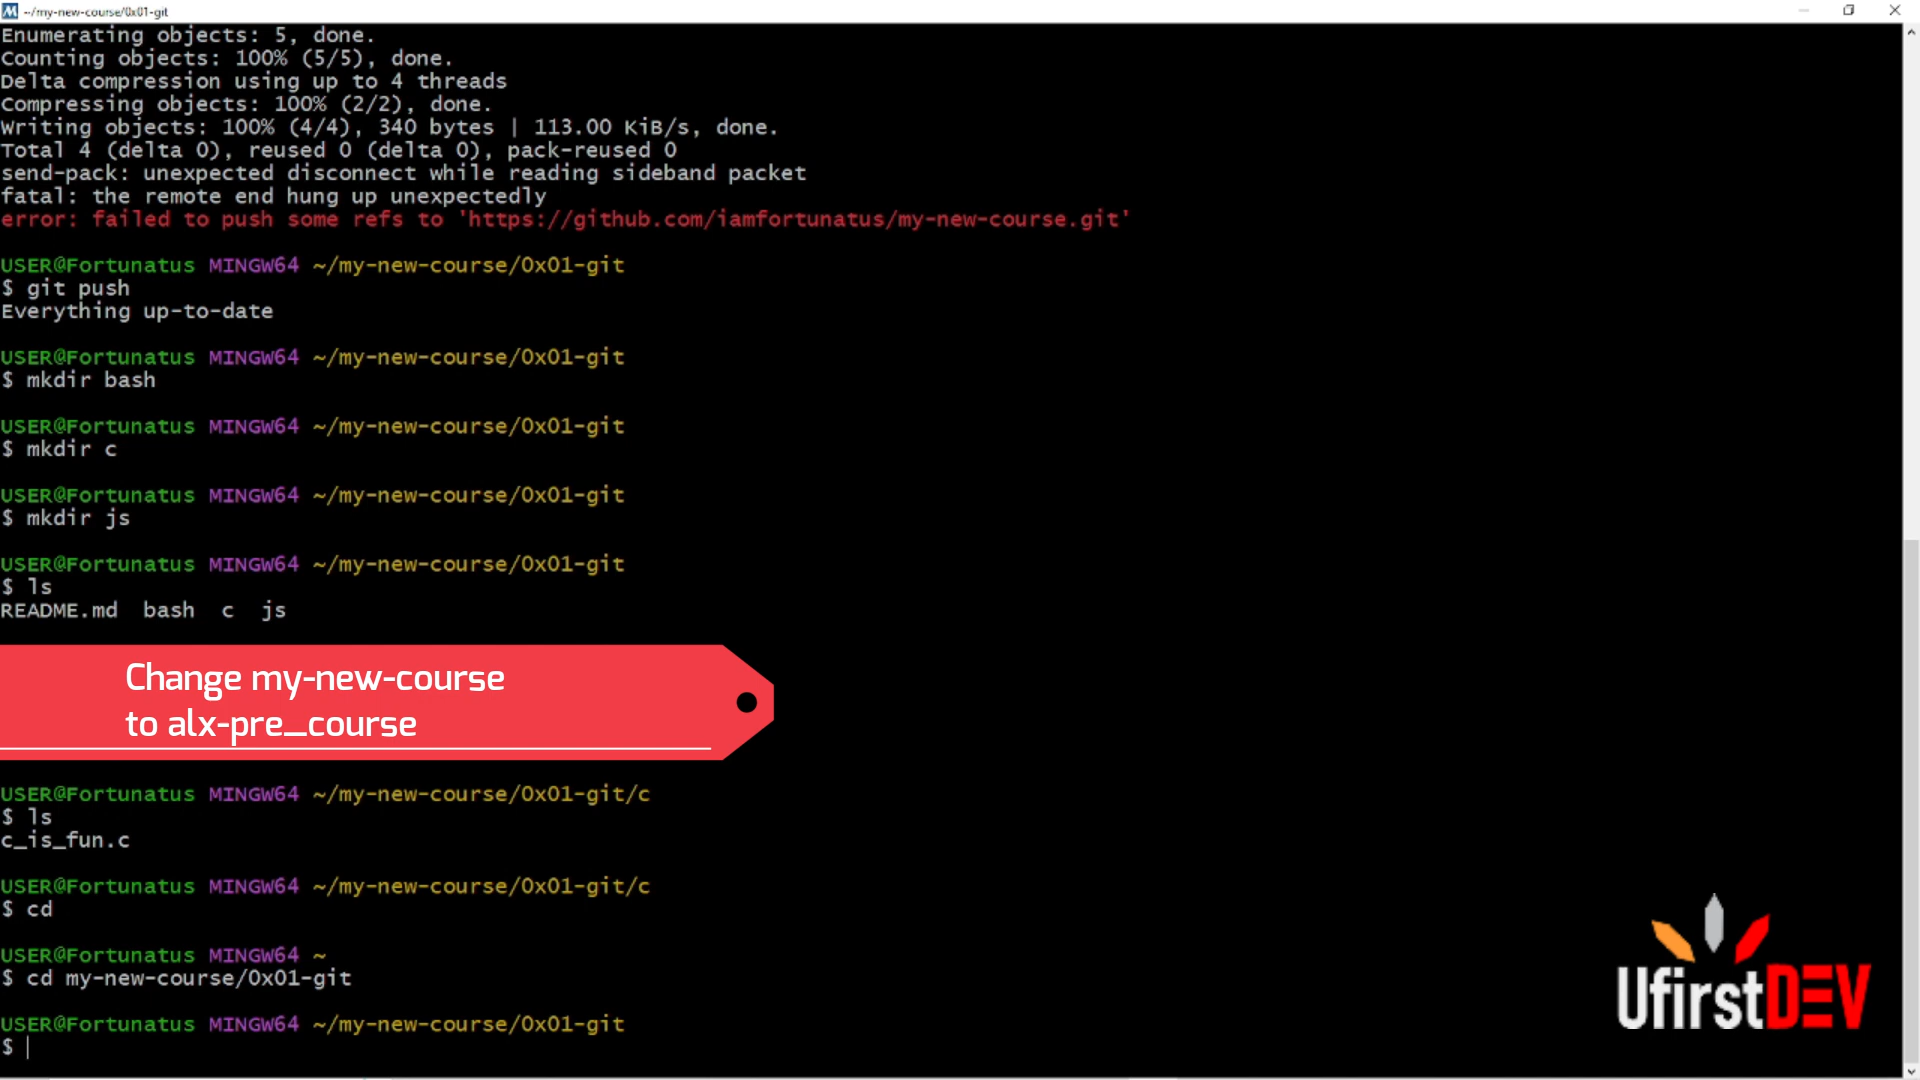 ~/my-new-course/0x01-git
Enumerating objects: 5, done.
Counting objects: 100% (5/5), done.
Delta compression using up to 4 threads
Compressing objects: 100% (2/2), done.
Writing objects: 100% (4/4), 340 bytes | 113.00 KiB/s, done.
Total 4 (delta 0), reused 0 (delta 0), pack-reused 0
send-pack: unexpected disconnect while reading sideband packet
fatal: the remote end hung up unexpectedly
error: failed to push some refs to 'https://github.com/iamfortunatus/my-new-course.git'
USER@Fortunatus MINGW64 ~/my-new-course/0x01-git
$ git push
Everything up-to-date
USER@Fortunatus MINGW64 ~/my-new-course/0x01-git
$ mkdir bash
USER@Fortunatus MINGW64 ~/my-new-course/0x01-git
$ mkdir c
USER@Fortunatus MINGW64 ~/my-new-course/0x01-git
$ mkdir js
USER@Fortunatus MINGW64 ~/my-new-course/0x01-git
$ ls
README.md  bash  c  js
Change my-new-course
to alx-pre_course
USER@Fortunatus MINGW64 ~/my-new-course/0x01-git/c
$ ls
c_is_fun.c
USER@Fortunatus MINGW64 ~/my-new-course/0x01-git/c
$ cd
USER@Fortunatus MINGW64 ~
$ cd my-new-course/0x01-git
USER@Fortunatus MINGW64 ~/my-new-course/0x01-git
$
UfirstDEV